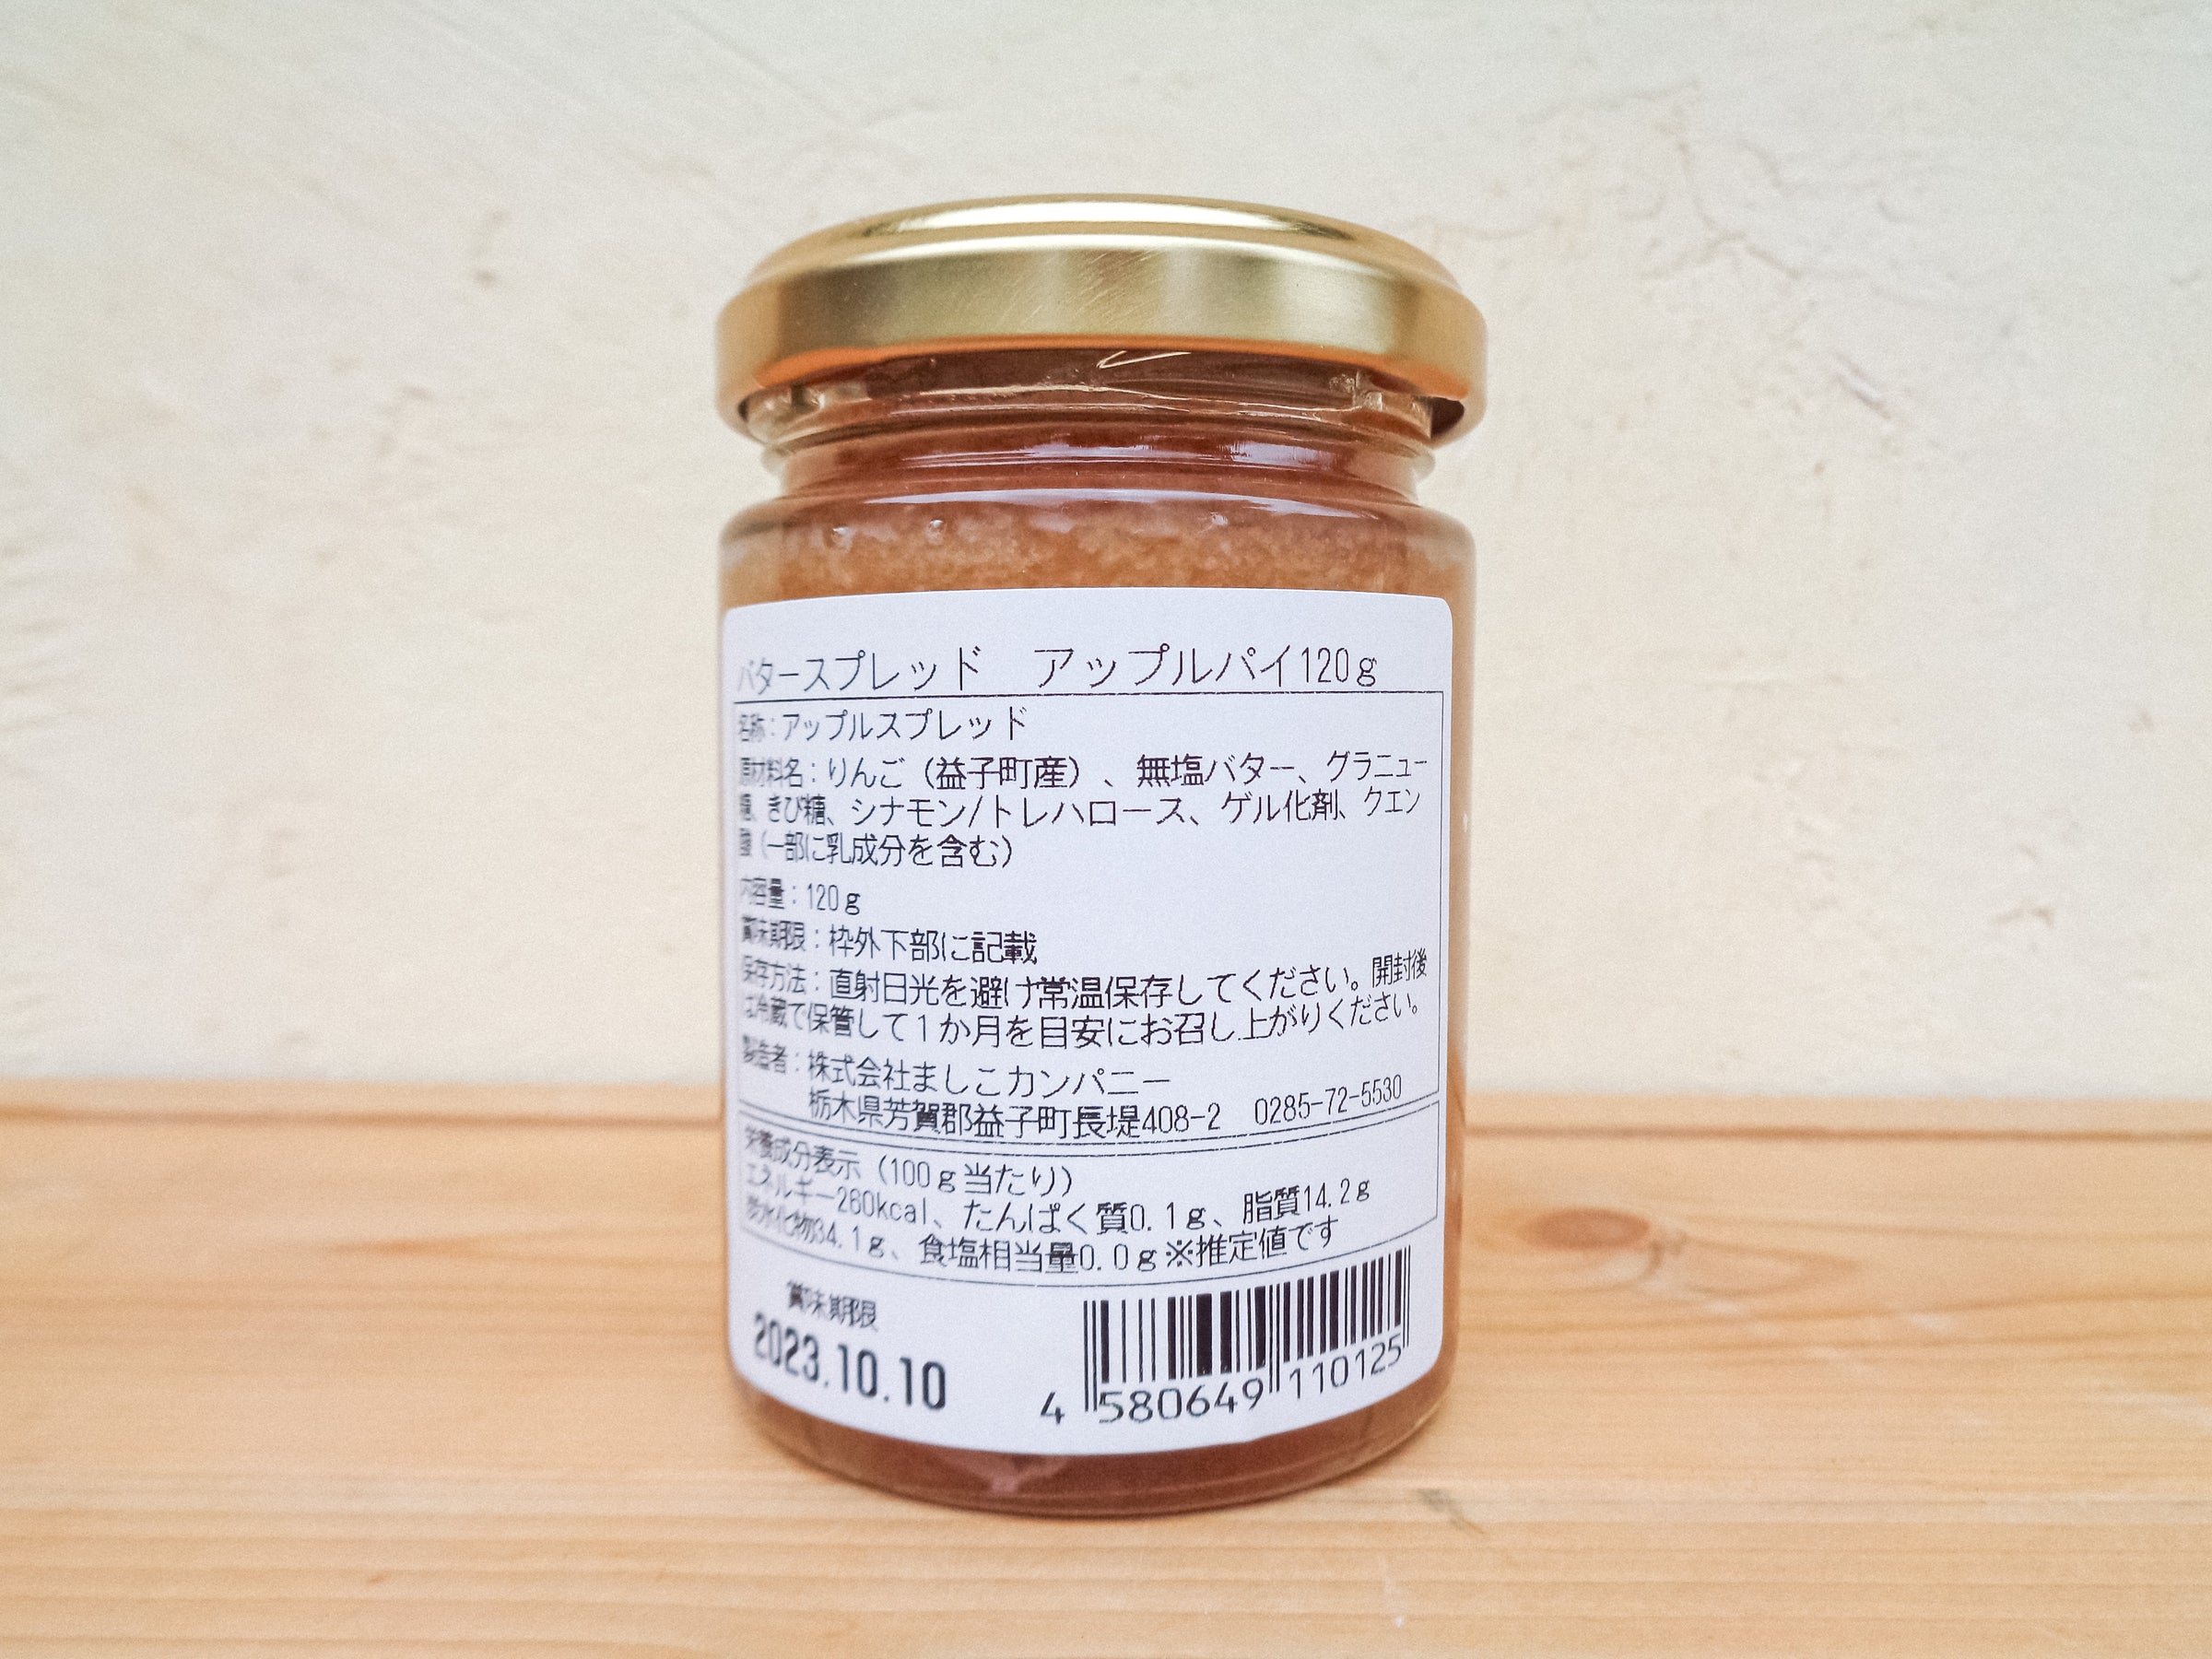 バタースプレッド　アップルパイ120g
名称：アップルスプレッド
原材料名：りんご（益子町産）、無塩バター、グラニュー
糖、きび糖、シナモン/トレハロース、ゲル化剤、クエン
酸（一部に乳成分を含む）
内容量：120g
賞味期限：枠外下部に記載
保存方法：直射日光を避け常温保存してください。開封後
は冷蔵で保管して1か月を目安にお召し上がりください。
製造者：株式会社ましこカンパニー
栃木県芳賀郡益子町長堤408-2　0285-72-5530
栄養成分表示（100g当たり）
エネルギー260kcal、たんぱく質0.1g、脂質14.2g
炭水化物34.1g、食塩相当量0.0g※推定値です
賞味期限
2023.10.10
4 580649 110125